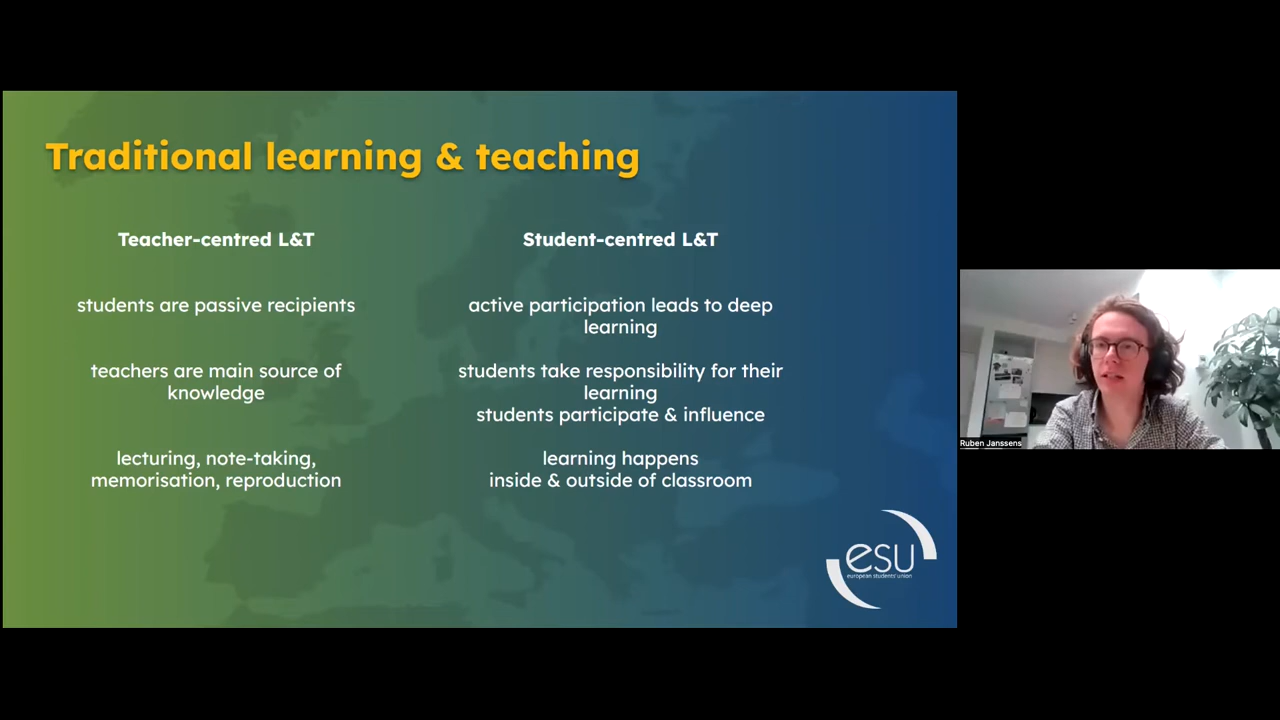 Traditional learning & teaching
Teacher-centred L&T
students are passive recipients
teachers are main source of
knowledge
lecturing, note-taking,
memorisation, reproduction
Student-centred L&T
active participation leads to deep
learning
students take responsibility for their
learning
students participate & influence
learning happens
inside & outside of classroom
esu
european students' union
Ruben Janssens